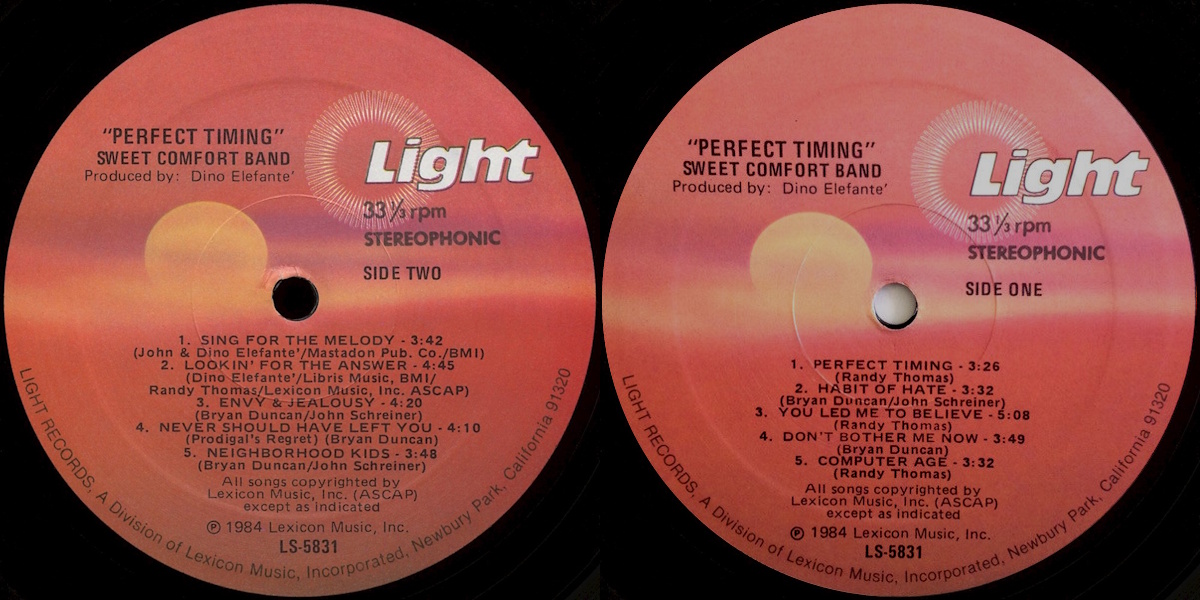 "PERFECT TIMING"
SWEET COMFORT BAND
Produced by: Dino Elefante'
Light
33 1/3 rpm
STEREOPHONIC
SIDE TWO
1. SING FOR THE MELODY - 3:42
(John & Dino Elefante'/Mastadon Pub. Co./BMI)
2. LOOKIN' FOR THE ANSWER - 4:45
(Dino Elefante'/Libris Music, BMI/
Randy Thomas/Lexicon Music, Inc. ASCAP)
3. ENVY & JEALOUSY - 4:20
(Bryan Duncan/John Schreiner)
4. NEVER SHOULD HAVE LEFT YOU - 4:10
(Prodigal's Regret) (Bryan Duncan)
5. NEIGHBORHOOD KIDS - 3:48
(Bryan Duncan/John Schreiner)
All songs copyrighted by
Lexicon Music, Inc. (ASCAP)
except as indicated
℗ 1984 Lexicon Music, Inc.
LS-5831
LIGHT RECORDS, A Division of Lexicon Music, Incorporated, Newbury Park, California 91320
"PERFECT TIMING"
SWEET COMFORT BAND
Produced by: Dino Elefante'
Light
33 1/3 rpm
STEREOPHONIC
SIDE ONE
1. PERFECT TIMING - 3:26
(Randy Thomas)
2. HABIT OF HATE - 3:32
(Bryan Duncan/John Schreiner)
3. YOU LED ME TO BELIEVE - 5:08
(Randy Thomas)
4. DON'T BOTHER ME NOW - 3:49
(Bryan Duncan)
5. COMPUTER AGE - 3:32
(Randy Thomas)
All songs copyrighted by
Lexicon Music, Inc. (ASCAP)
except as indicated
℗ 1984 Lexicon Music, Inc.
LS-5831
LIGHT RECORDS, A Division of Lexicon Music, Incorporated, Newbury Park, California 91320